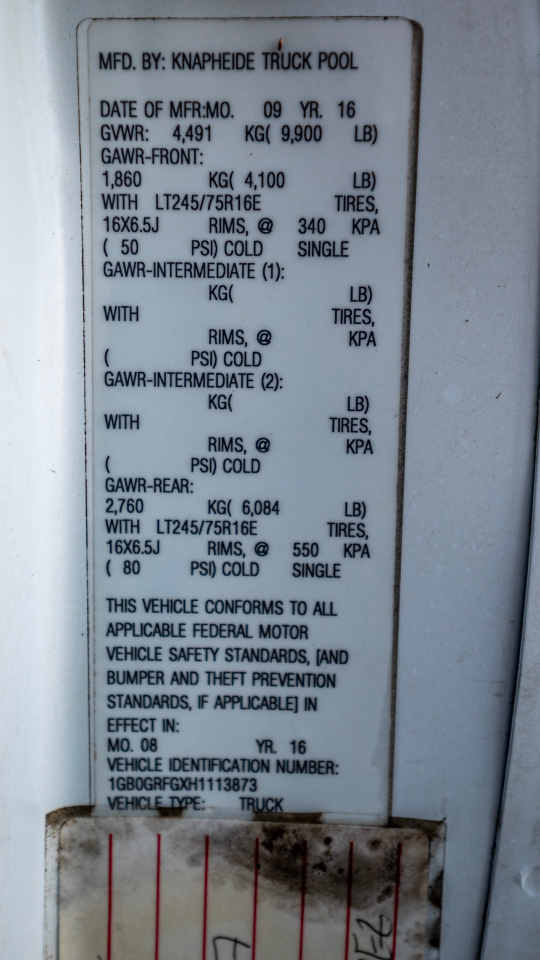 MFD. BY: KNAPHEIDE TRUCK POOL
DATE OF MFR:MO. 09 YR. 16
GVWR: 4,491 KG( 9,900 LB)
GAWR-FRONT:
1,860 KG( 4,100 LB)
WITH LT245/75R16E TIRES,
16X6.5J RIMS, @ 340 KPA
( 50 PSI) COLD SINGLE
GAWR-INTERMEDIATE (1):
KG( LB)
WITH TIRES,
RIMS, @ KPA
( PSI) COLD
GAWR-INTERMEDIATE (2):
KG( LB)
WITH TIRES,
RIMS, @ KPA
( PSI) COLD
GAWR-REAR:
2,760 KG( 6,084 LB)
WITH LT245/75R16E TIRES,
16X6.5J RIMS, @ 550 KPA
( 80 PSI) COLD SINGLE
THIS VEHICLE CONFORMS TO ALL
APPLICABLE FEDERAL MOTOR
VEHICLE SAFETY STANDARDS, [AND
BUMPER AND THEFT PREVENTION
STANDARDS, IF APPLICABLE] IN
EFFECT IN:
MO. 08 YR. 16
VEHICLE IDENTIFICATION NUMBER:
1GB0GRFGXH1113873
VEHICLE TYPE: TRUCK